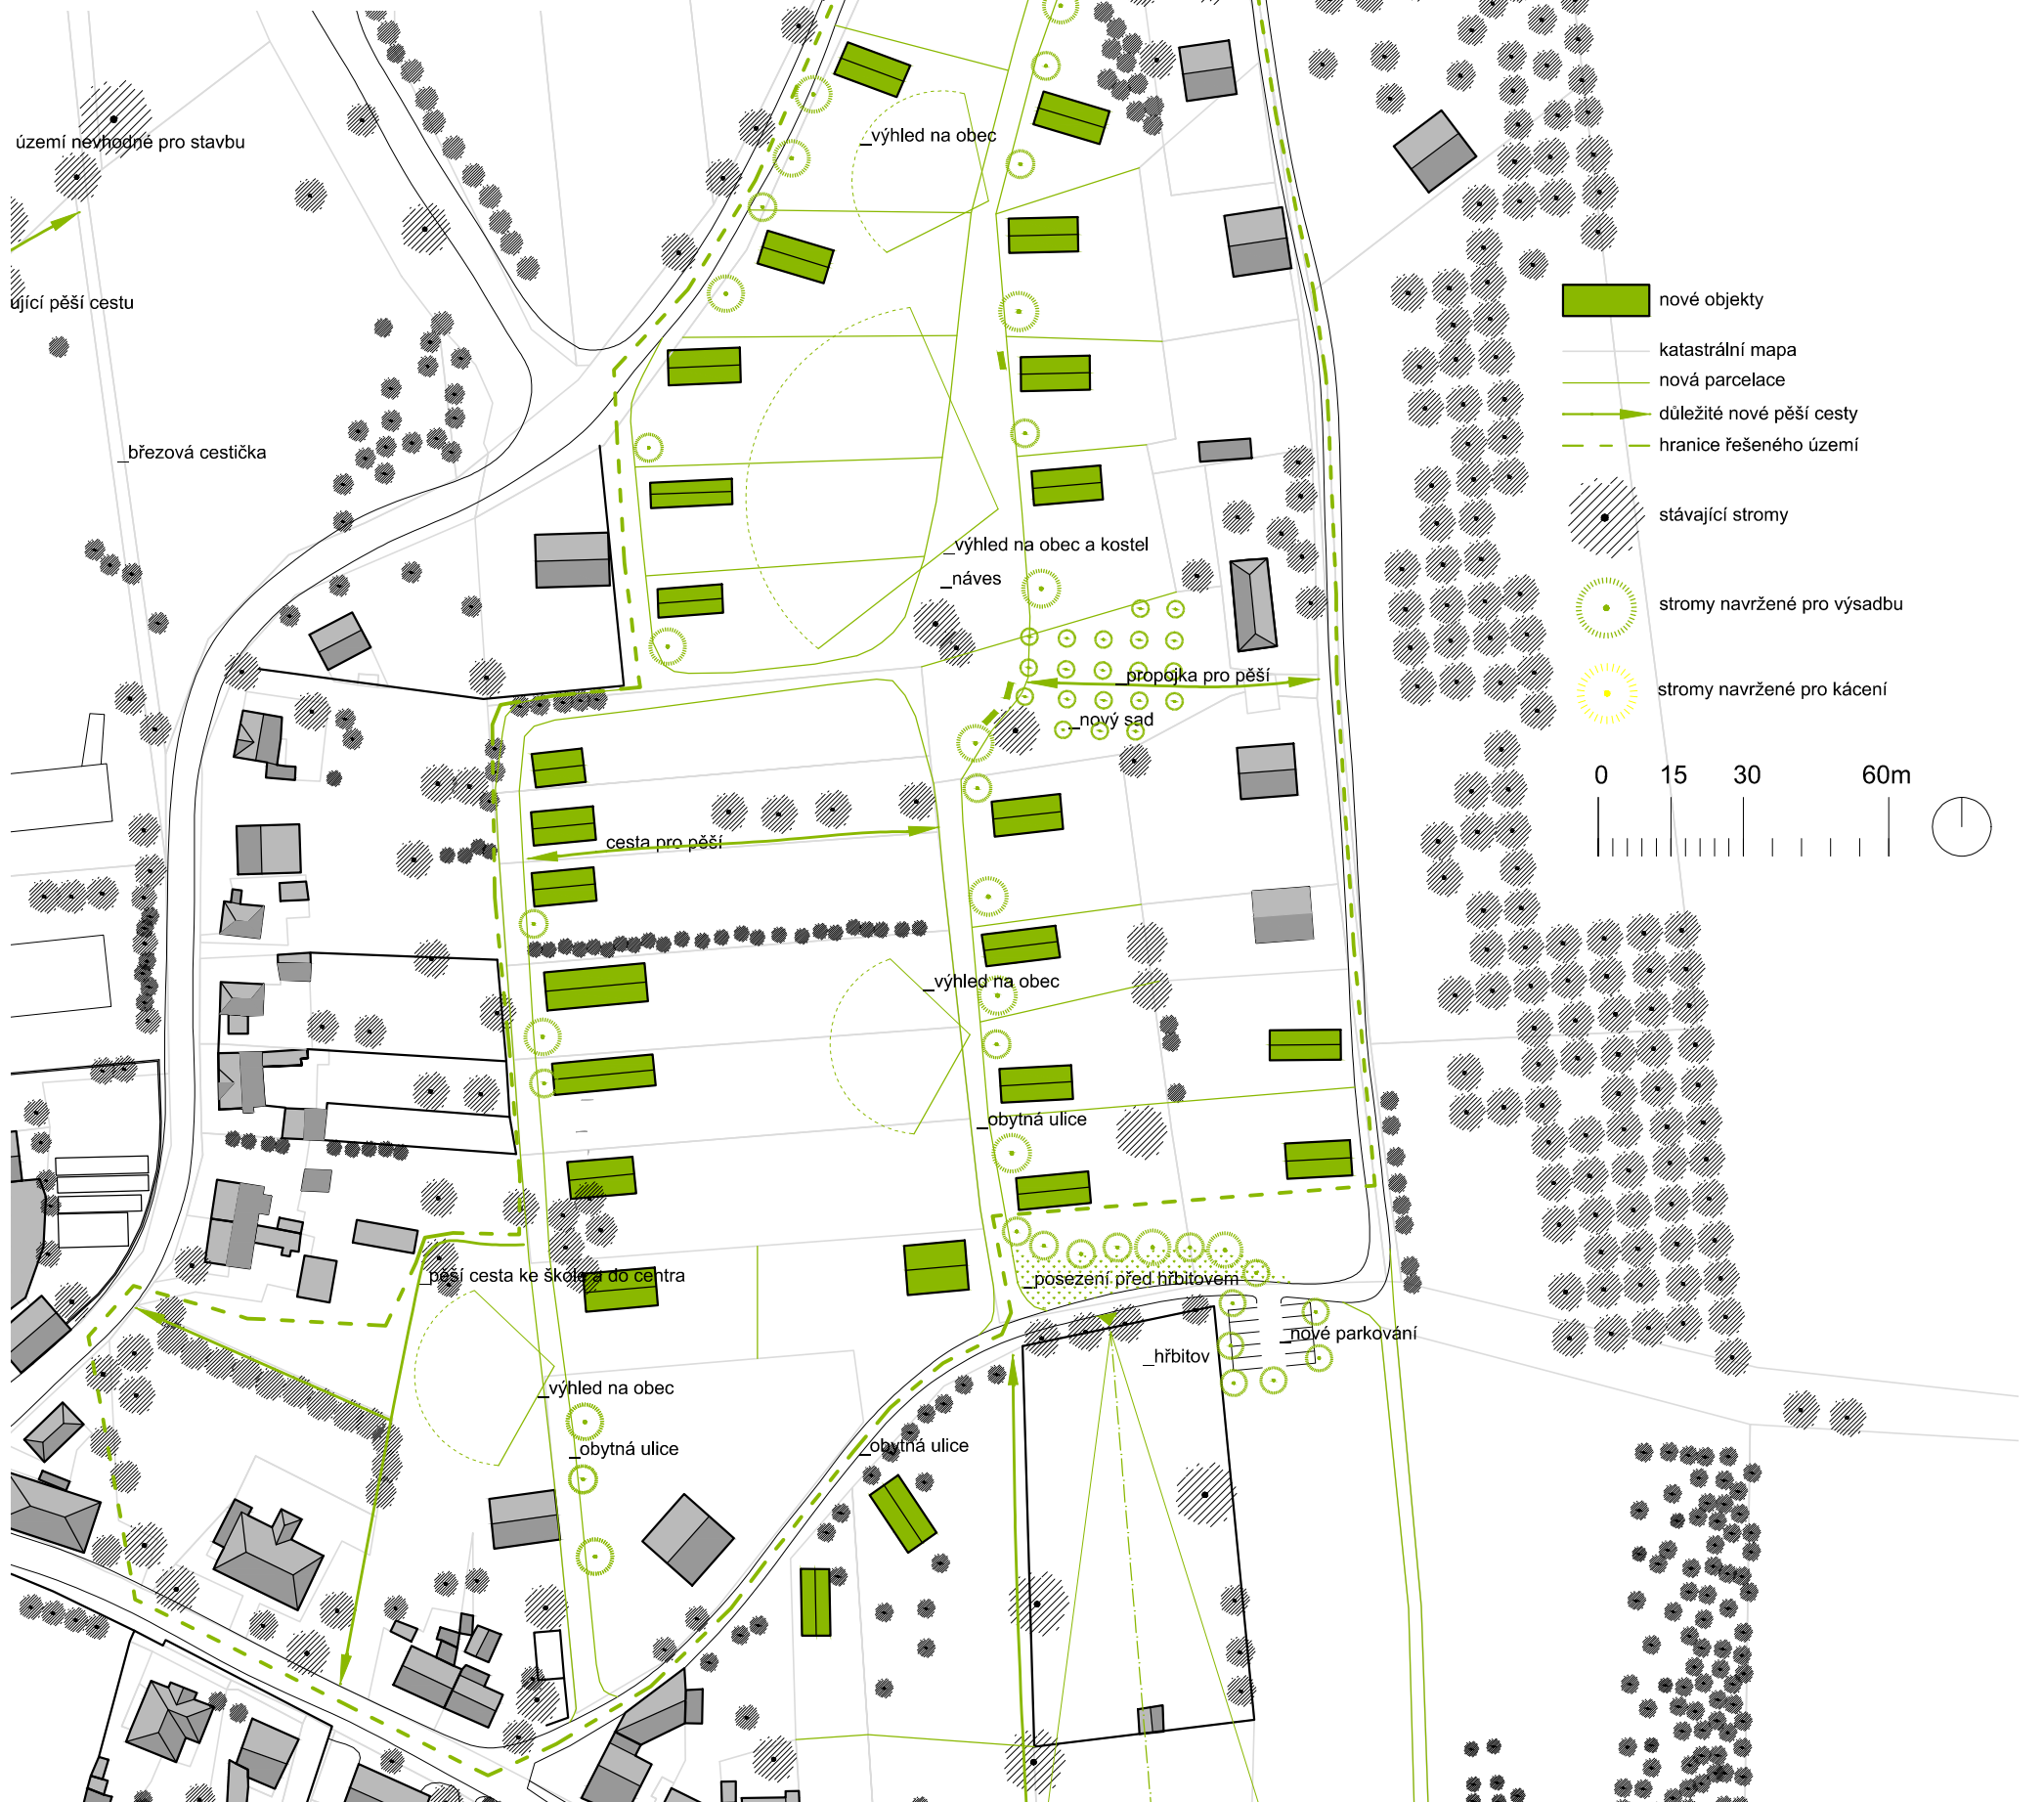 _výhled na obec
území nevhodné pro stavbu
ující pěší cestu
nové objekty
katastrální mapa
nová parcelace
důležité nové pěší cesty
hranice řešeného území
_březová cestička
stávající stromy
_výhled na obec a kostel
_náves
stromy navržené pro výsadbu
_propojka pro pěší
stromy navržené pro kácení
_nový sad
0 15 30 60m
cesta pro pěší
_výhled na obec
_obytná ulice
_pěší cesta ke škole a do centra
_posezení před hřbitovem
_nové parkování
_hřbitov
_výhled na obec
_obytná ulice
_obytná ulice